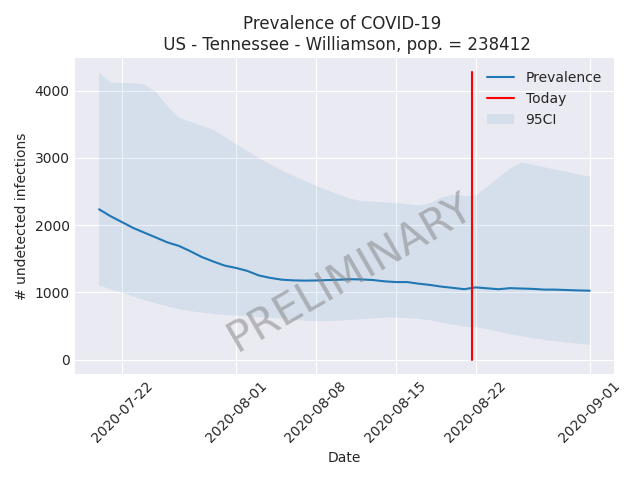 Prevalence of COVID-19
US - Tennessee - Williamson, pop. = 238412
Prevalence
Today
95CI
4000
3000
2000
1000
0
# undetected infections
PRELIMINARY
2020-07-22
2020-08-01
2020-08-08
2020-08-15
2020-08-22
2020-09-01
Date